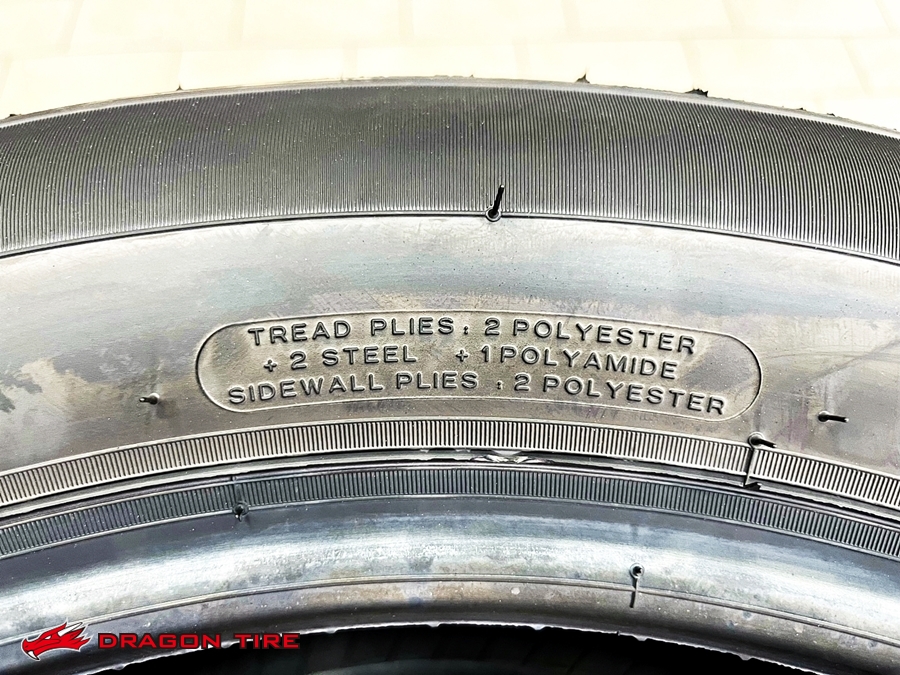 TREAD PLIES: 2 POLYESTER
+ 2 STEEL + 1 POLYAMIDE
SIDEWALL PLIES : 2 POLYESTER
DRAGON TIRE